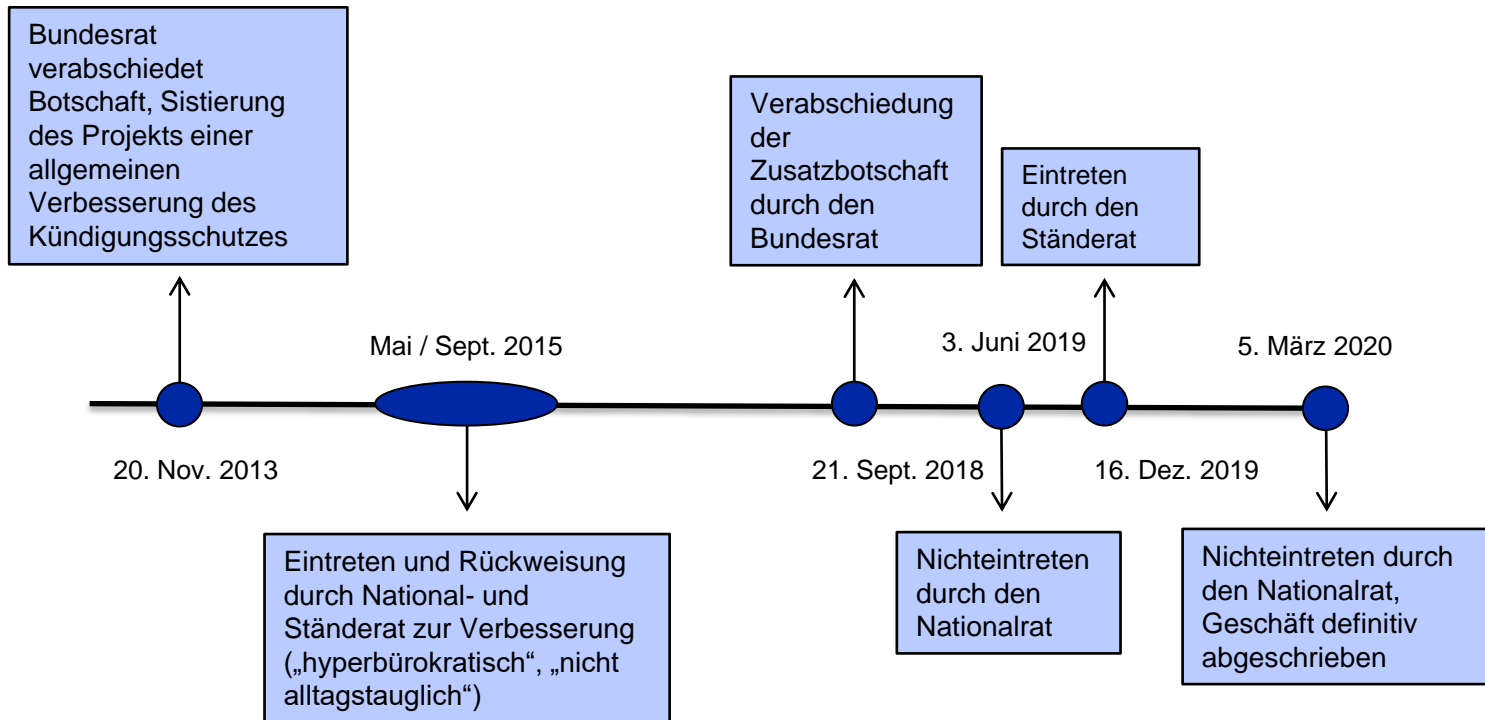 Bundesrat
verabschiedet
Botschaft, Sistierung
des Projekts einer
allgemeinen
Verbesserung des
Kündigungsschutzes
Verabschiedung
der
Zusatzbotschaft
durch den
Bundesrat
Eintreten
durch den
Ständerat
Mai / Sept. 2015
3. Juni 2019
5. März 2020
20. Nov. 2013
21. Sept. 2018
16. Dez. 2019
Eintreten und Rückweisung
durch National- und
Ständerat zur Verbesserung
(„hyperbürokratisch“, „nicht
alltagstauglich“)
Nichteintreten
durch den
Nationalrat
Nichteintreten durch
den Nationalrat,
Geschäft definitiv
abgeschrieben